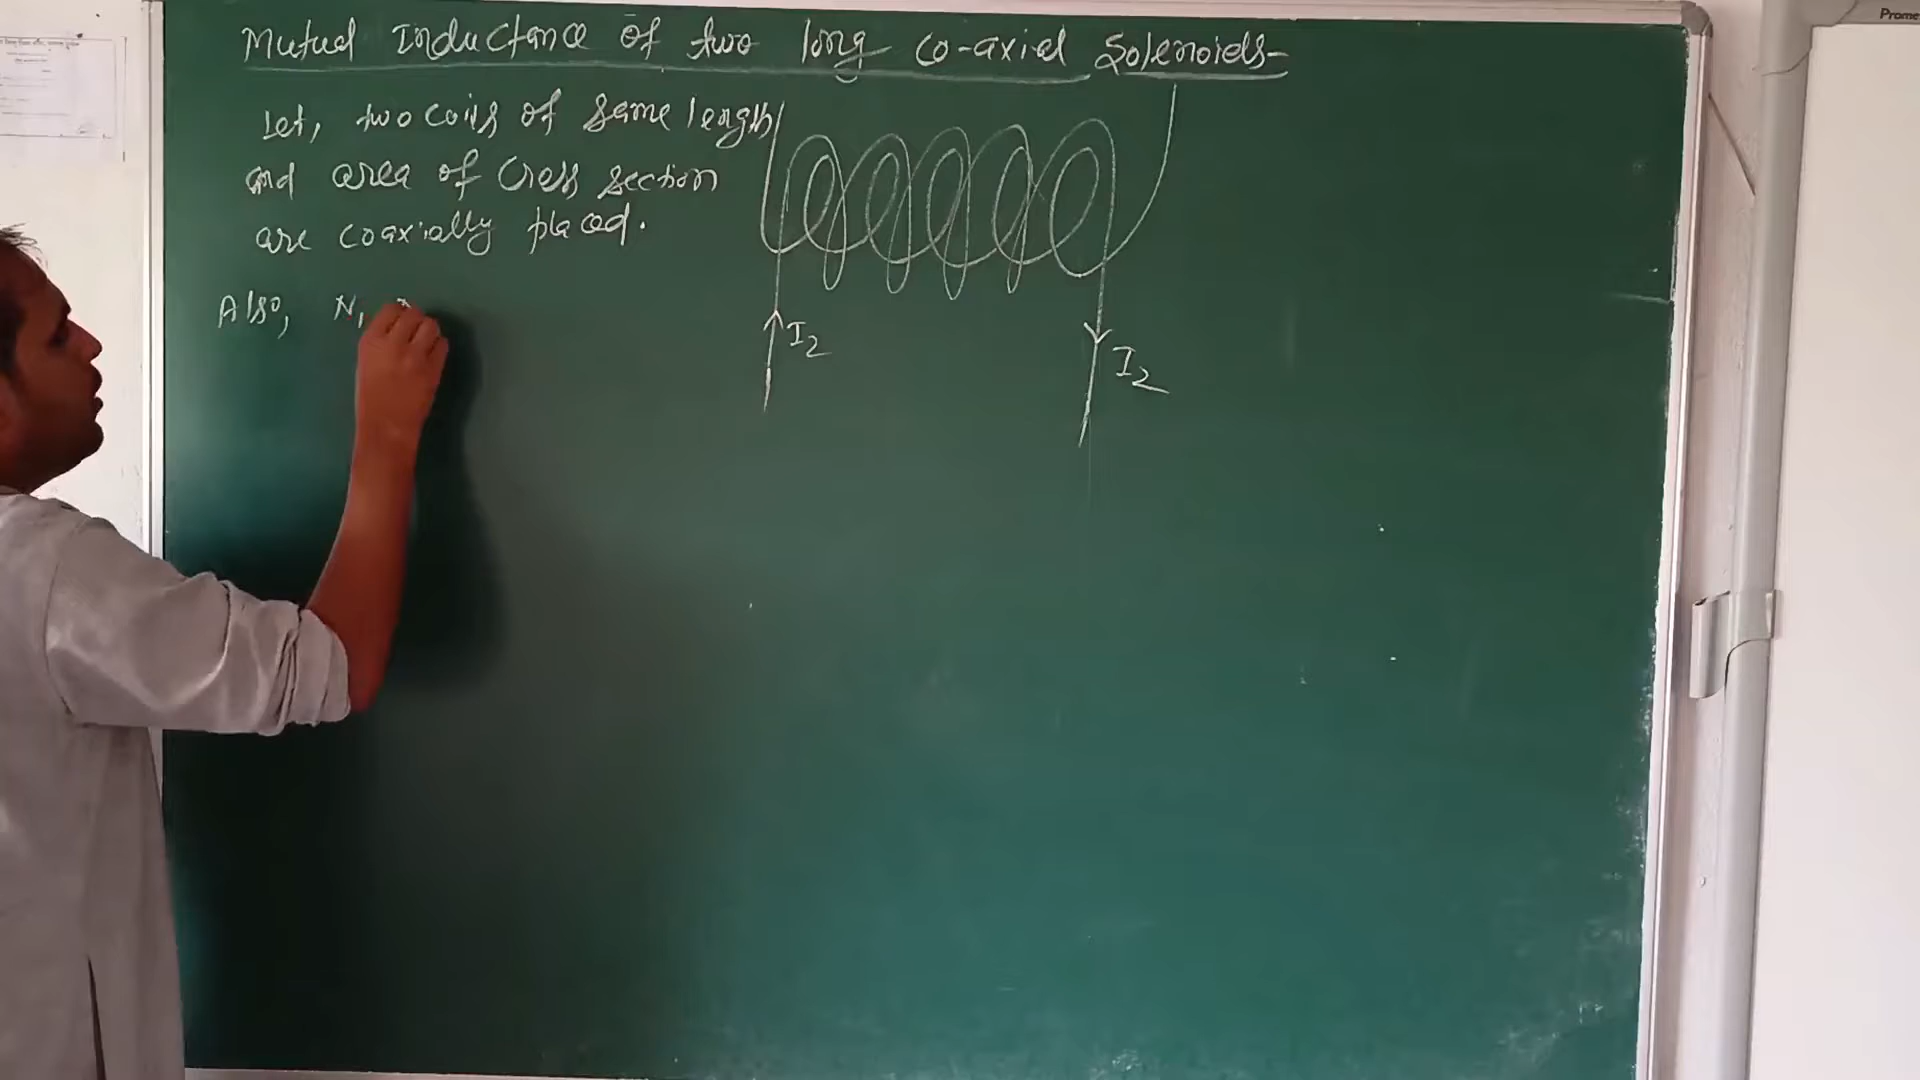 Mutual Inductance of two long co-axial Solenoids-
Let, two coils of same length
and area of cross section
are coaxially placed.
Also, N1
I2
I2
Prome